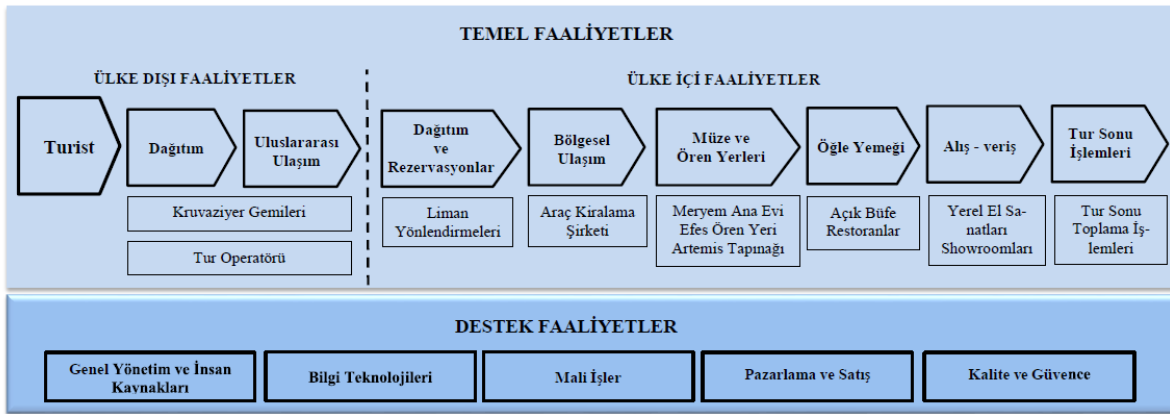 TEMEL FAALİYETLER
ÜLKE DIŞI FAALİYETLER
ÜLKE İÇİ FAALİYETLER
Turist
Dağıtım
Uluslararası
Ulaşım
Dağıtım
ve
Rezervasyonlar
Bölgesel
Ulaşım
Müze ve
Ören Yerleri
Öğle Yemeği
Alış - veriş
Tur Sonu
İşlemleri
Kruvaziyer Gemileri
Tur Operatörü
Liman
Yönlendirmeleri
Araç Kiralama
Şirketi
Meryem Ana Evi
Efes Ören Yeri
Artemis Tapınağı
Açık Büfe
Restoranlar
Yerel El Sa-
natları
Showroomları
Tur Sonu
Toplama İş-
lemleri
DESTEK FAALİYETLER
Genel Yönetim ve İnsan
Kaynakları
Bilgi Teknolojileri
Mali İşler
Pazarlama ve Satış
Kalite ve Güvence